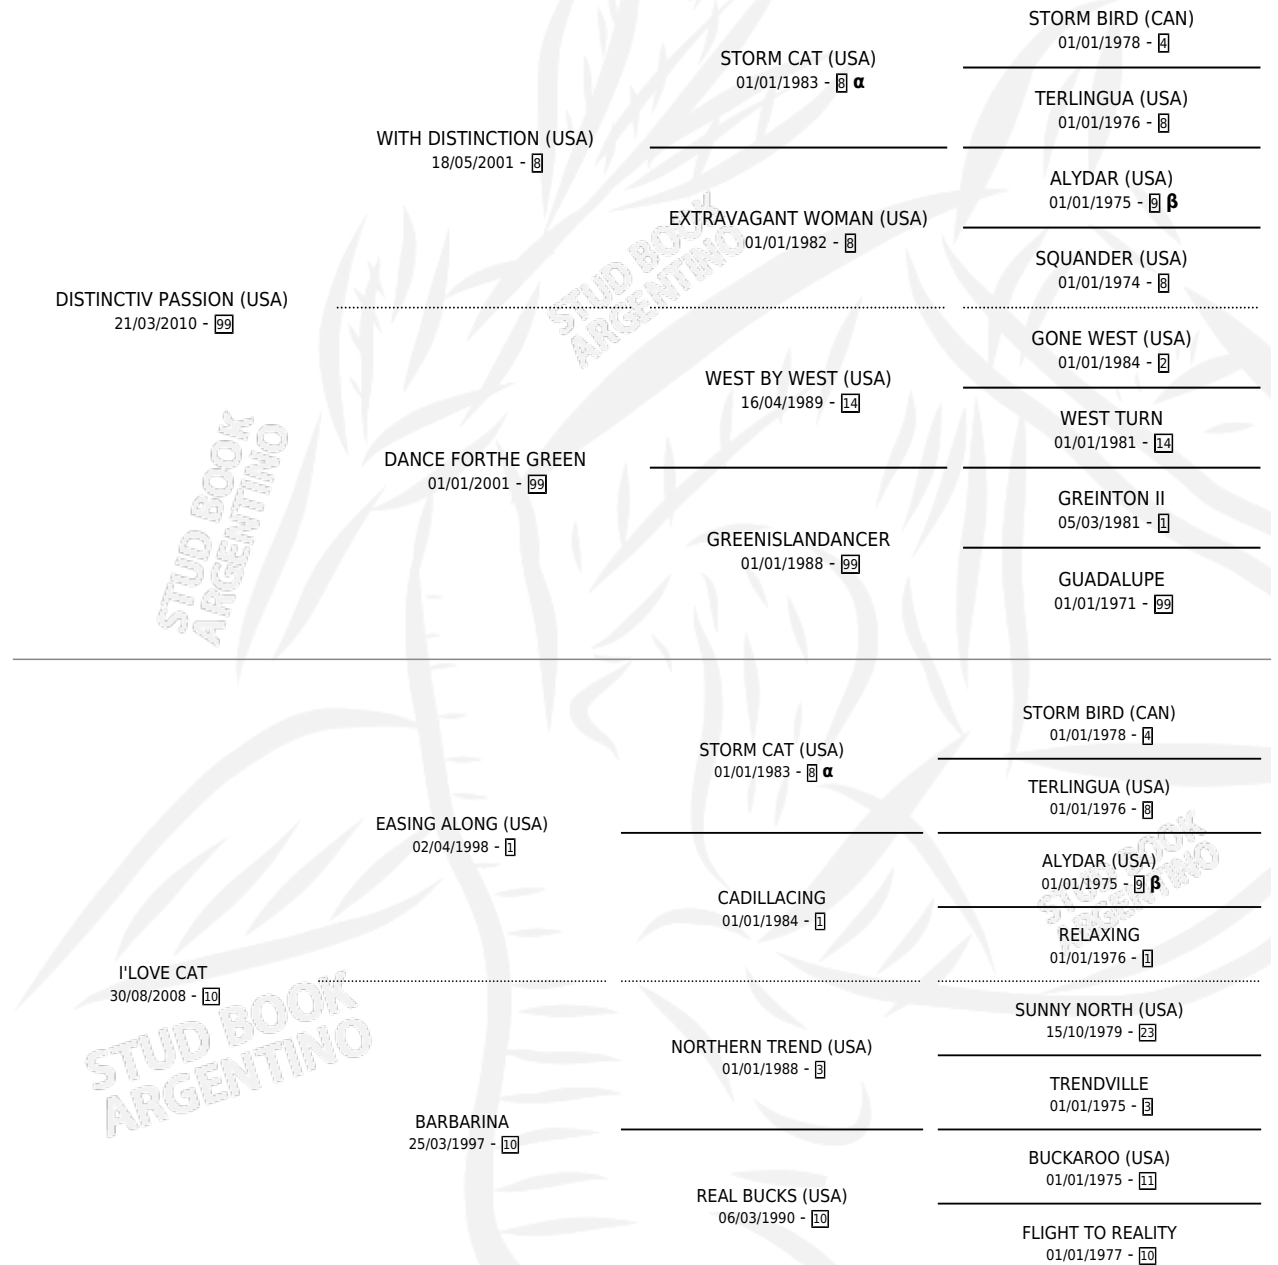 STORM BIRD (CAN)
01/01/1978 - 4
STORM CAT (USA)
01/01/1983 - 8 α
TERLINGUA (USA)
01/01/1976 - 8
WITH DISTINCTION (USA)
18/05/2001 - 8
ALYDAR (USA)
01/01/1975 - 9 β
EXTRAVAGANT WOMAN (USA)
01/01/1982 - 8
SQUANDER (USA)
01/01/1974 - 8
DISTINCTIV PASSION (USA)
21/03/2010 - 99
GONE WEST (USA)
01/01/1984 - 2
WEST BY WEST (USA)
16/04/1989 - 14
WEST TURN
01/01/1981 - 14
DANCE FORTHE GREEN
01/01/2001 - 99
GREINTON II
05/03/1981 - 1
GREENISLANDANCER
01/01/1988 - 99
GUADALUPE
01/01/1971 - 99
STORM BIRD (CAN)
01/01/1978 - 4
STORM CAT (USA)
01/01/1983 - 8 α
TERLINGUA (USA)
01/01/1976 - 8
EASING ALONG (USA)
02/04/1998 - 1
ALYDAR (USA)
01/01/1975 - 9 β
CADILLACING
01/01/1984 - 1
RELAXING
01/01/1976 - 1
I'LOVE CAT
30/08/2008 - 10
SUNNY NORTH (USA)
15/10/1979 - 23
NORTHERN TREND (USA)
01/01/1988 - 3
TRENDVILLE
01/01/1975 - 3
BARBARINA
25/03/1997 - 10
BUCKAROO (USA)
01/01/1975 - 11
REAL BUCKS (USA)
06/03/1990 - 10
FLIGHT TO REALITY
01/01/1977 - 10
STUD BOOK
ARGENTINO
STUD BOOK
ARGENTINO
STUD BOOK
ARGENTINO
STUD BOOK
ARGENTINO